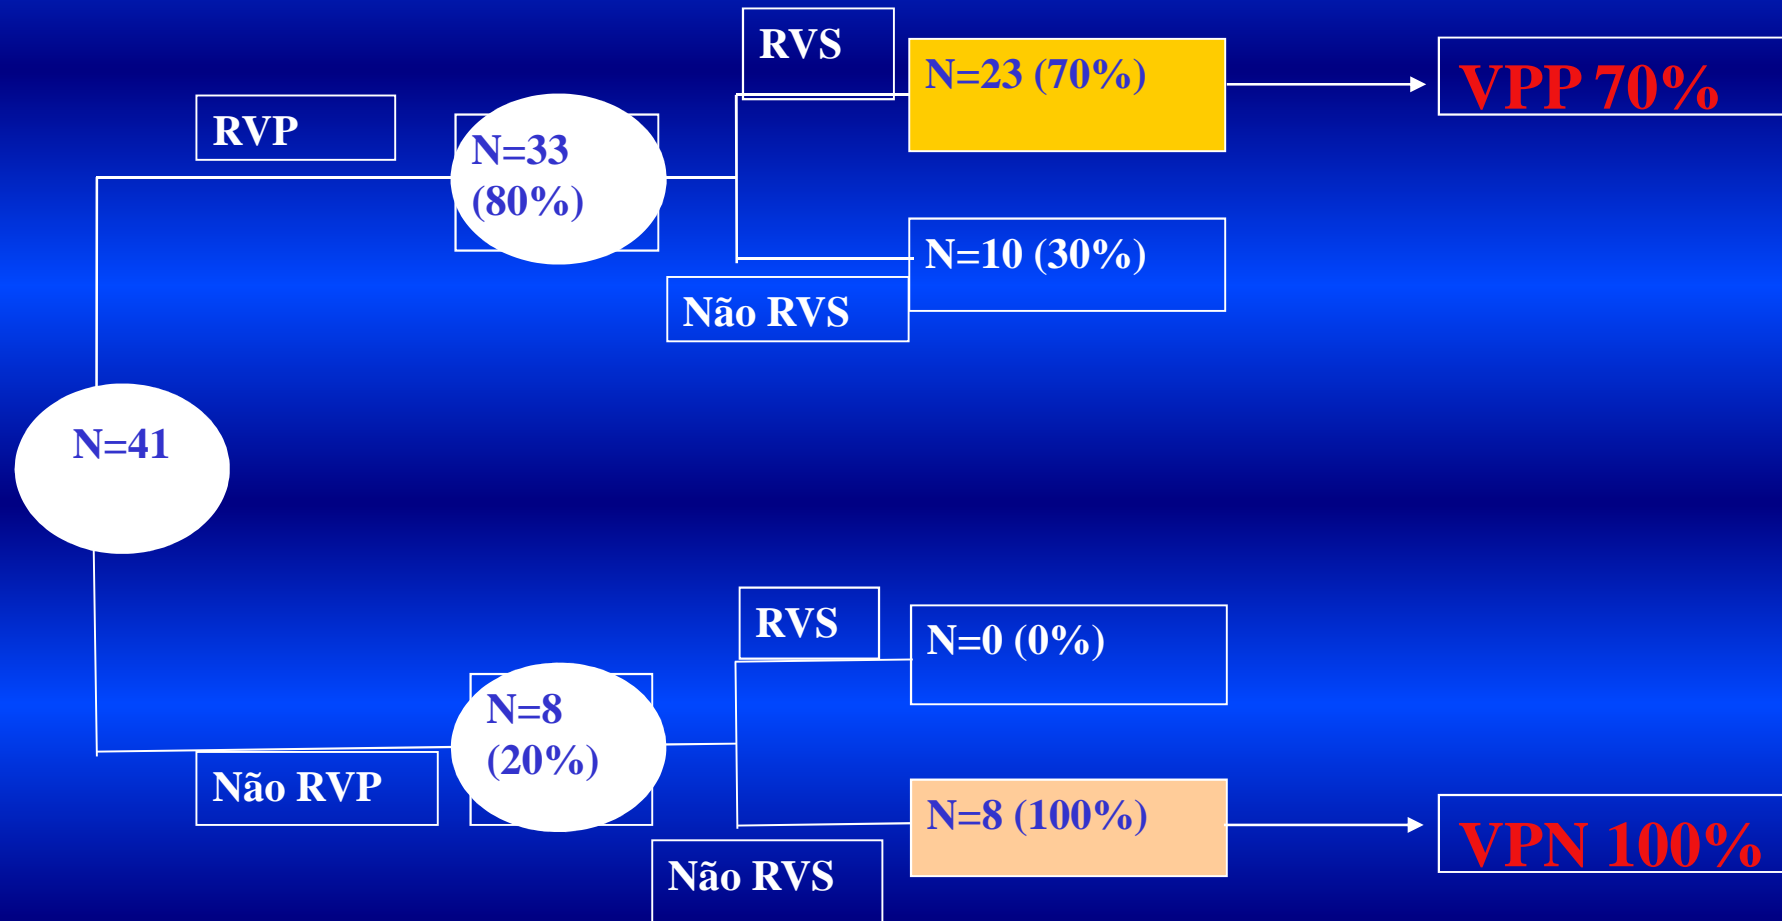 RVS
N=23 (70%)
VPP 70%
RVP
N=33
(80%)
N=10 (30%)
Não RVS
N=41
RVS
N=0 (0%)
N=8
(20%)
Não RVP
N=8 (100%)
VPN 100%
Não RVS